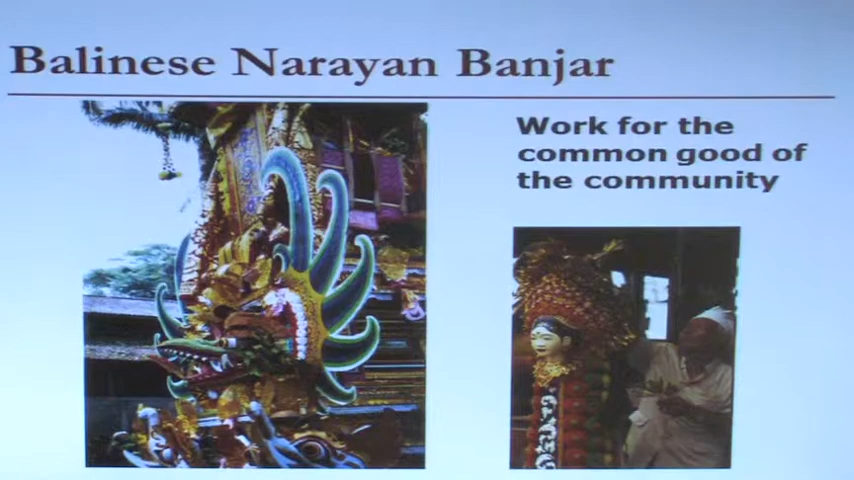 Balinese Narayan Banjar
Work for the
common good of
the community